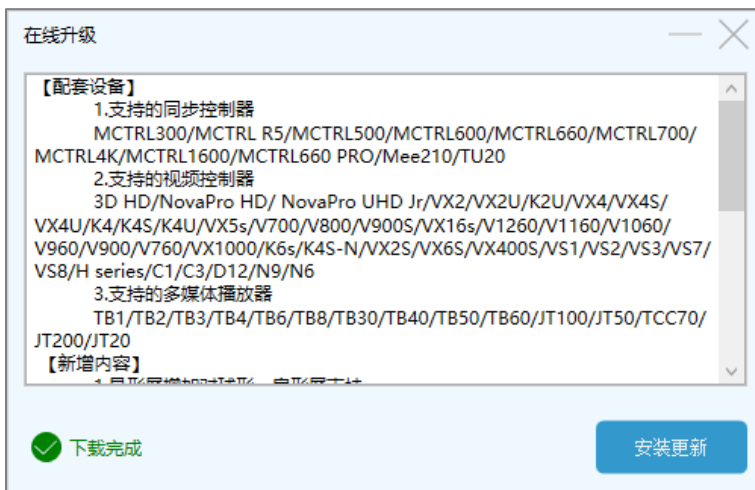 在线升级
【配套设备】
1.支持的同步控制器
MCTRL300/MCTRL R5/MCTRL500/MCTRL600/MCTRL660/MCTRL700/
MCTRL4K/MCTRL1600/MCTRL660 PRO/Mee210/TU20
2.支持的视频控制器
3D HD/NovaPro HD/ NovaPro UHD Jr/VX2/VX2U/K2U/VX4/VX4S/
VX4U/K4/K4S/K4U/VX5s/V700/V800/V900S/VX16s/V1260/V1160/V1060/
V960/V900/V760/VX1000/K6s/K4S-N/VX2S/VX6S/VX400S/VS1/VS2/VS3/VS7/
VS8/H series/C1/C3/D12/N9/N6
3.支持的多媒体播放器
TB1/TB2/TB3/TB4/TB6/TB8/TB30/TB40/TB50/TB60/JT100/JT50/TCC70/
JT200/JT20
【新增内容】
下载完成
安装更新